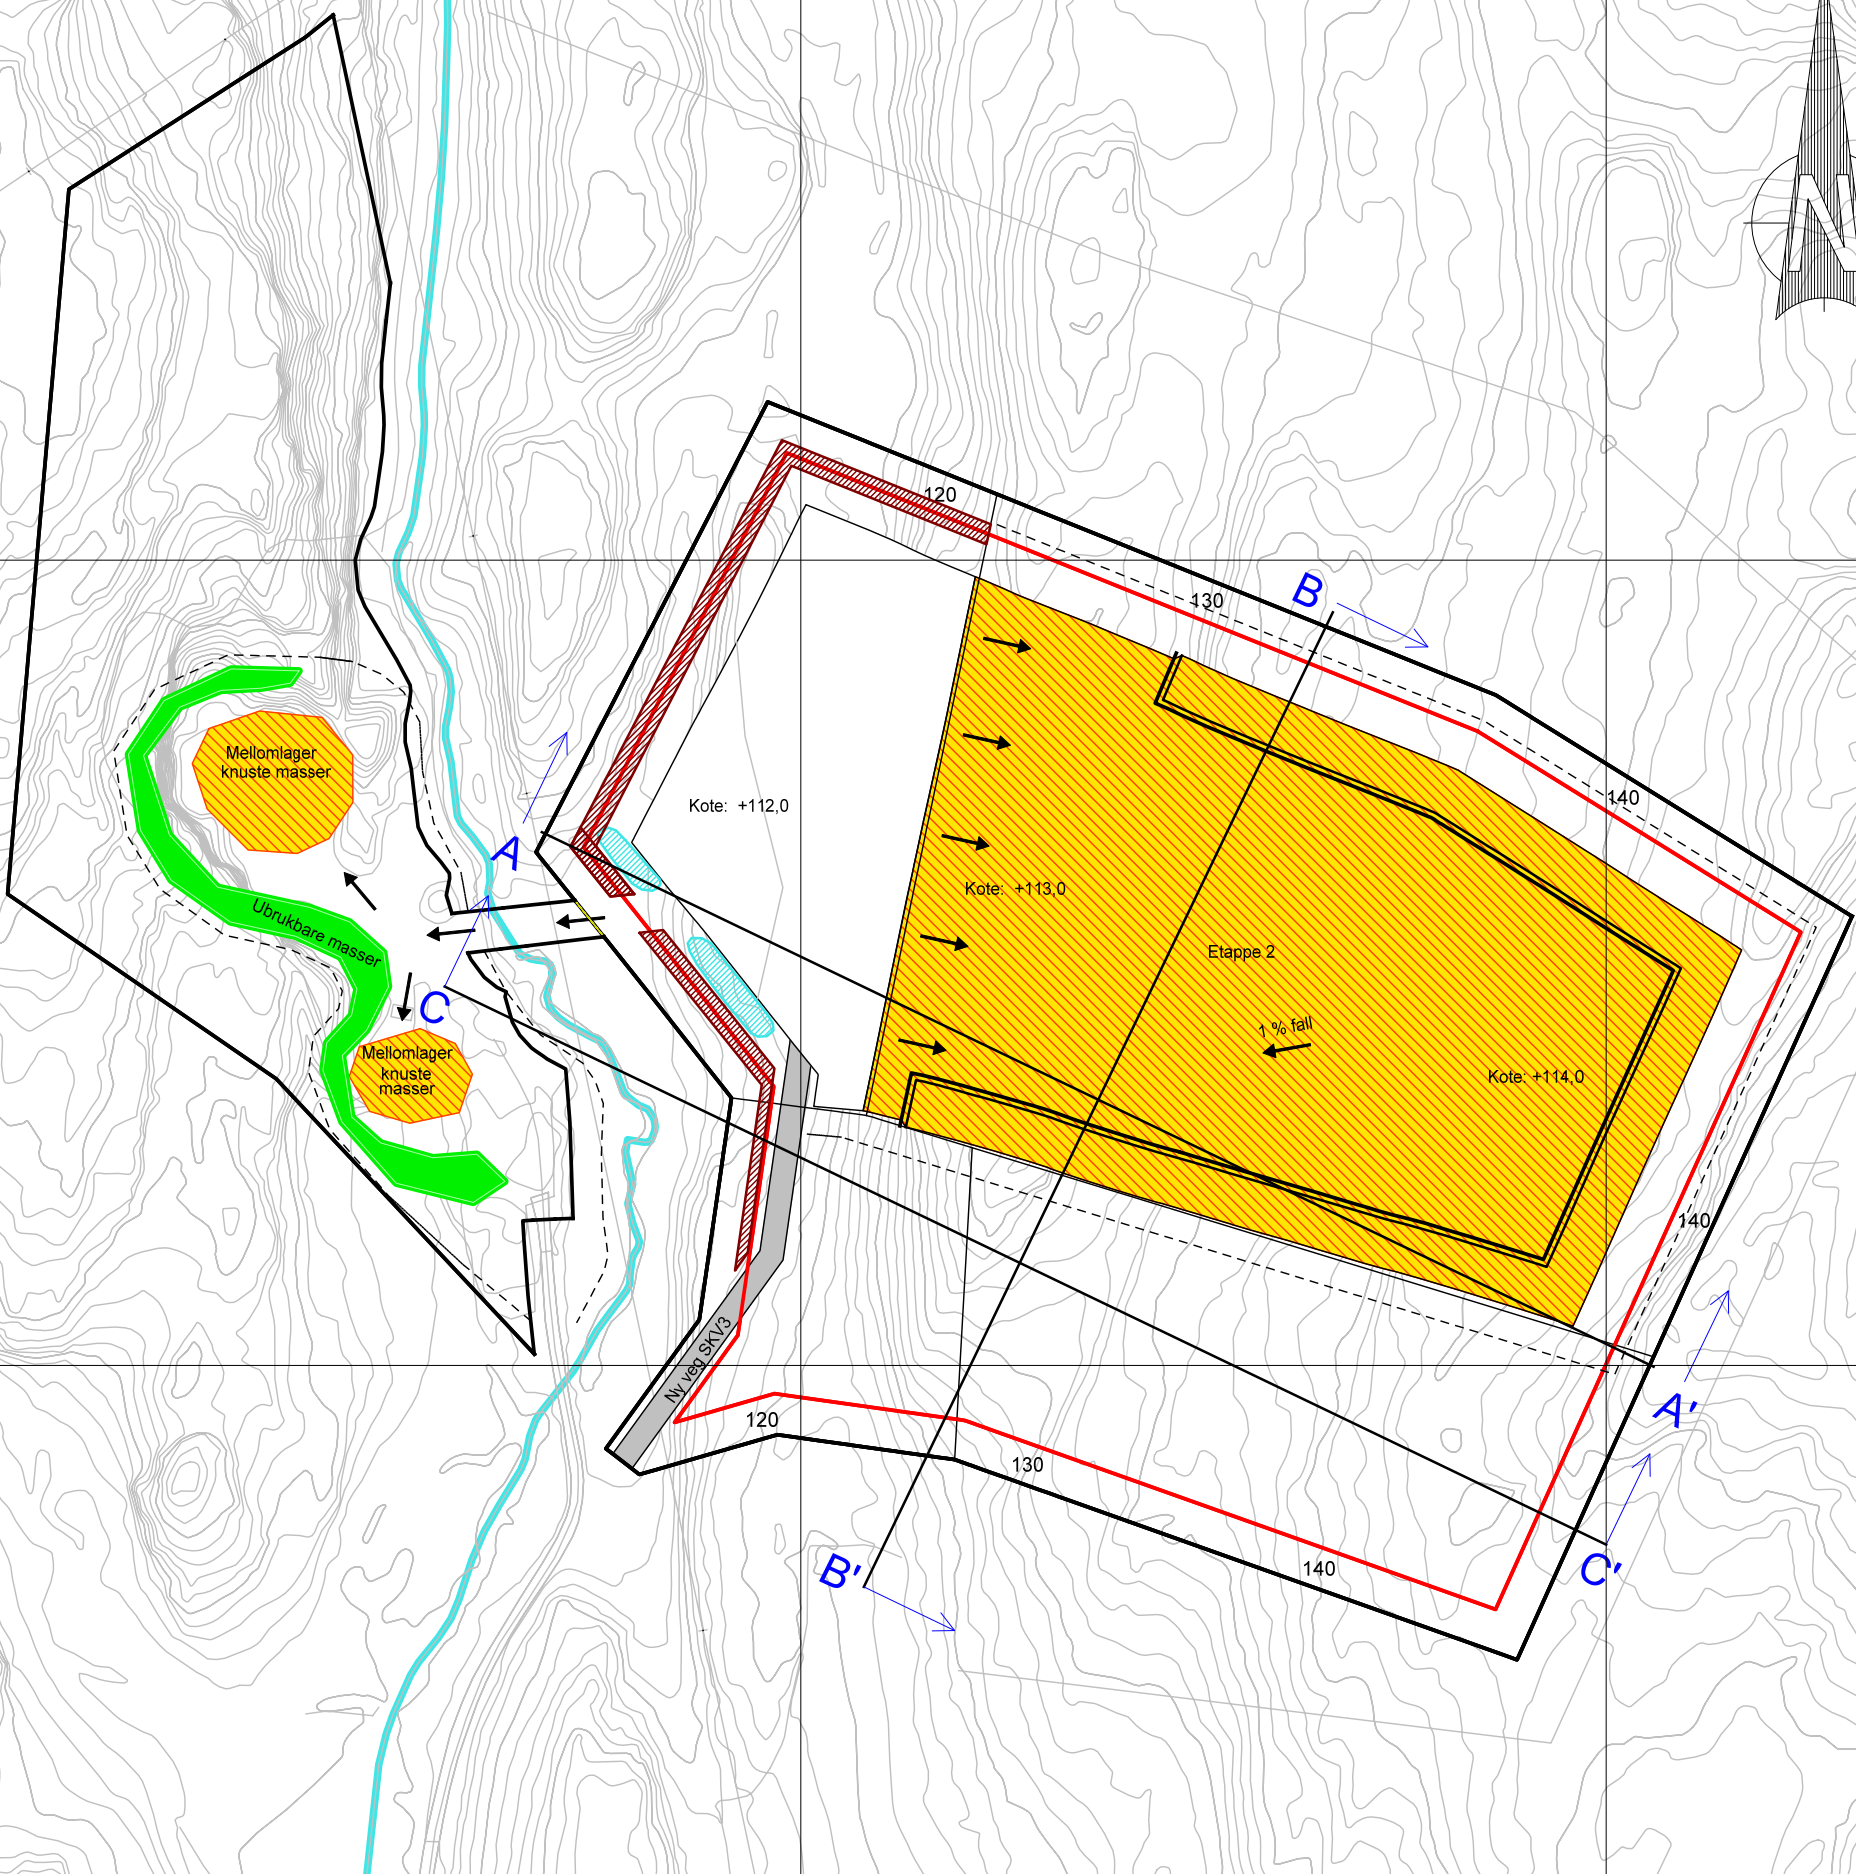 N
120
B
130
Mellomlager
knuste masser
140
Kote:  +112,0
A
Kote:  +113,0
Ubrukbare masser
Etappe 2
C
1 % fall
Mellomlager
knuste
masser
Kote: +114,0
140
Ny veg SKV3
A'
120
130
B'
140
C'